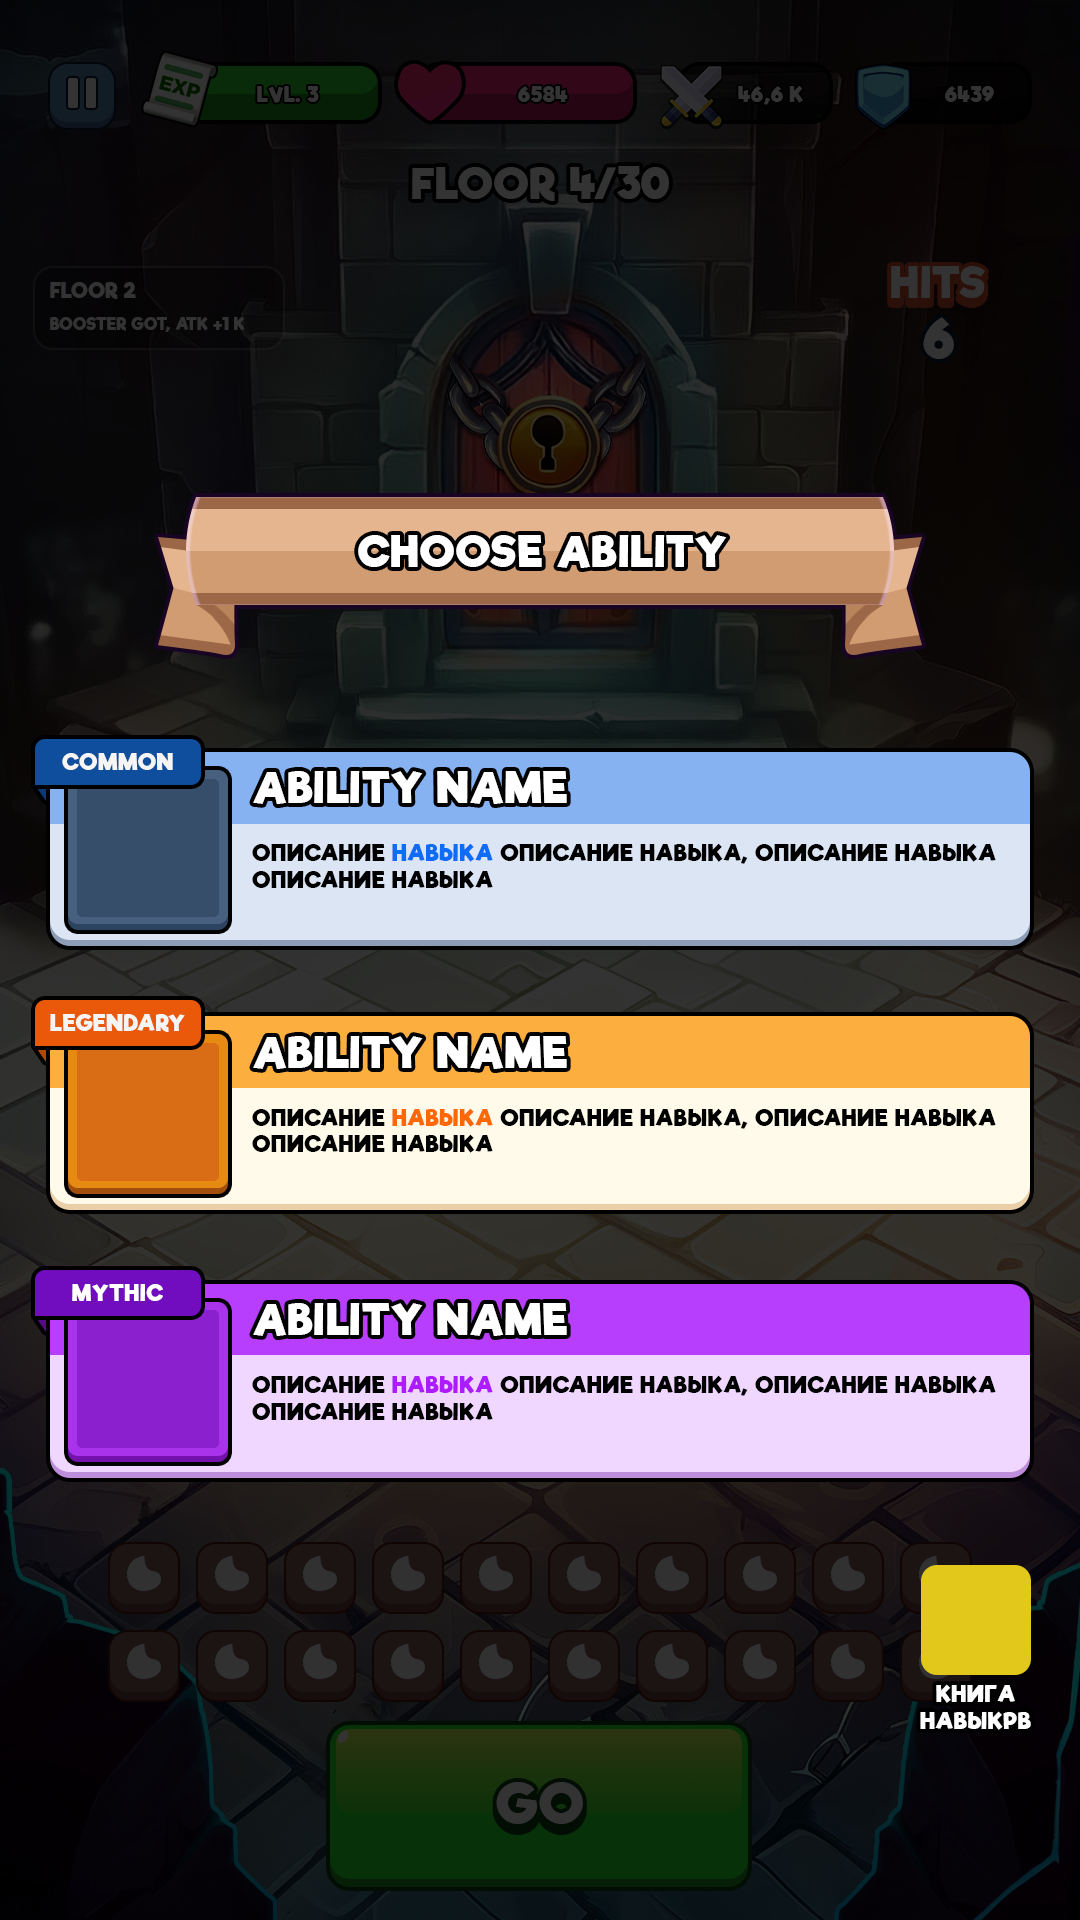 EXP
LVL. 3
6584
46,6 K
6439
FLOOR 4/30
FLOOR 2
BOOSTER GOT, ATK +1 K
HITS
6
CHOOSE ABILITY
COMMON
ABILITY NAME
ОПИСАНИЕ НАВЫКА ОПИСАНИЕ НАВЫКА, ОПИСАНИЕ НАВЫКА
ОПИСАНИЕ НАВЫКА
LEGENDARY
ABILITY NAME
ОПИСАНИЕ НАВЫКА ОПИСАНИЕ НАВЫКА, ОПИСАНИЕ НАВЫКА
ОПИСАНИЕ НАВЫКА
MYTHIC
ABILITY NAME
ОПИСАНИЕ НАВЫКА ОПИСАНИЕ НАВЫКА, ОПИСАНИЕ НАВЫКА
ОПИСАНИЕ НАВЫКА
КНИГА
НАВЫКРВ
GO